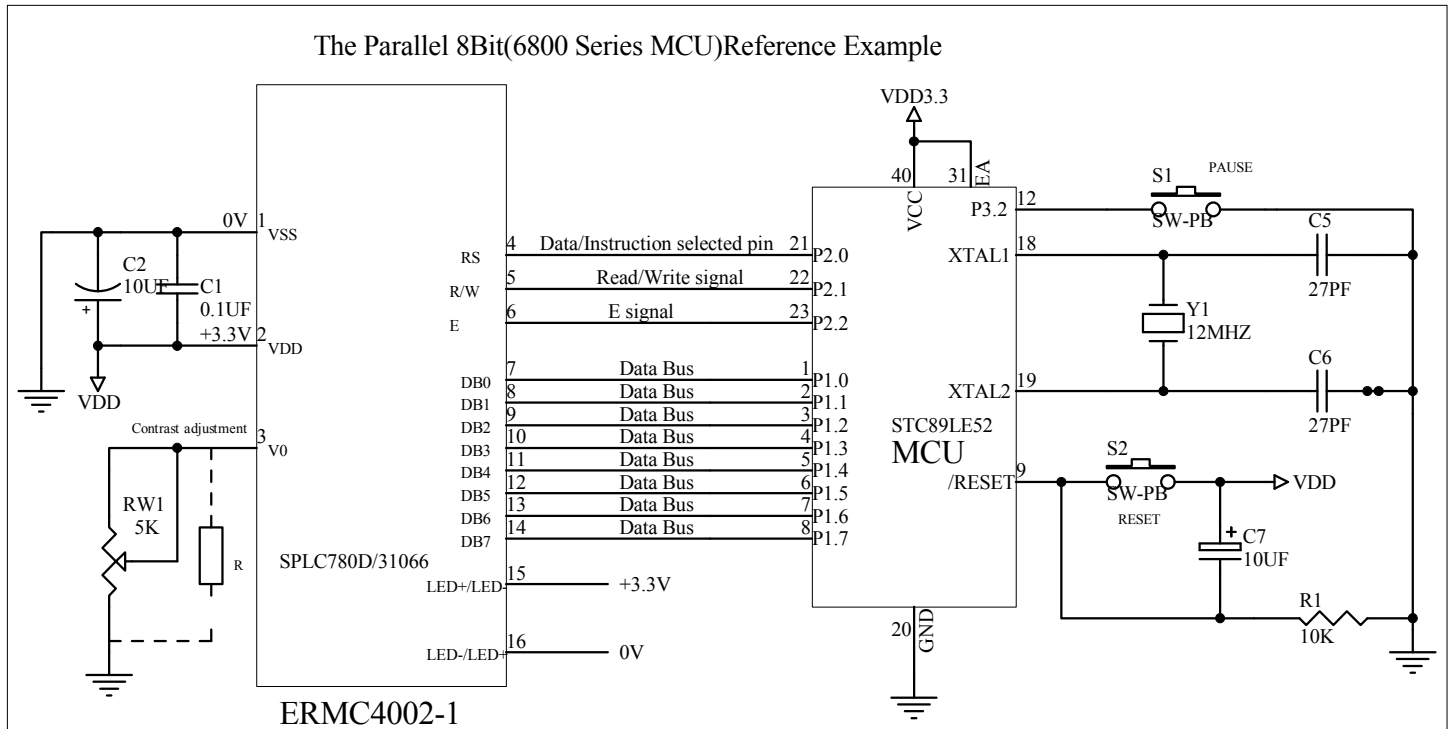 The Parallel 8Bit(6800 Series MCU)Reference Example
VDD3.3
40
31
EA
VCC
S1
PAUSE
P3.2
12
SW-PB
0V
1
VSS
C2
10UF
+
C1
0.1UF
+3.3V
2
VDD
VDD
Contrast adjustment
3
V0
RW1
5K
R
RS
4
Data/Instruction selected pin
21
P2.0
R/W
5
Read/Write signal
22
P2.1
E
6
E signal
23
P2.2
DB0
7
Data Bus
1
P1.0
DB1
8
Data Bus
2
P1.1
DB2
9
Data Bus
3
P1.2
DB3
10
Data Bus
4
P1.3
DB4
11
Data Bus
5
P1.4
DB5
12
Data Bus
6
P1.5
DB6
13
Data Bus
7
P1.6
DB7
14
Data Bus
8
P1.7
SPLC780D/31066
LED+/LED-
15
+3.3V
LED-/LED+
16
0V
ERMC4002-1
XTAL1
18
C5
27PF
Y1
12MHZ
XTAL2
19
C6
27PF
STC89LE52
MCU
/RESET
9
S2
SW-PB
RESET
VDD
+
C7
10UF
R1
10K
20
GND